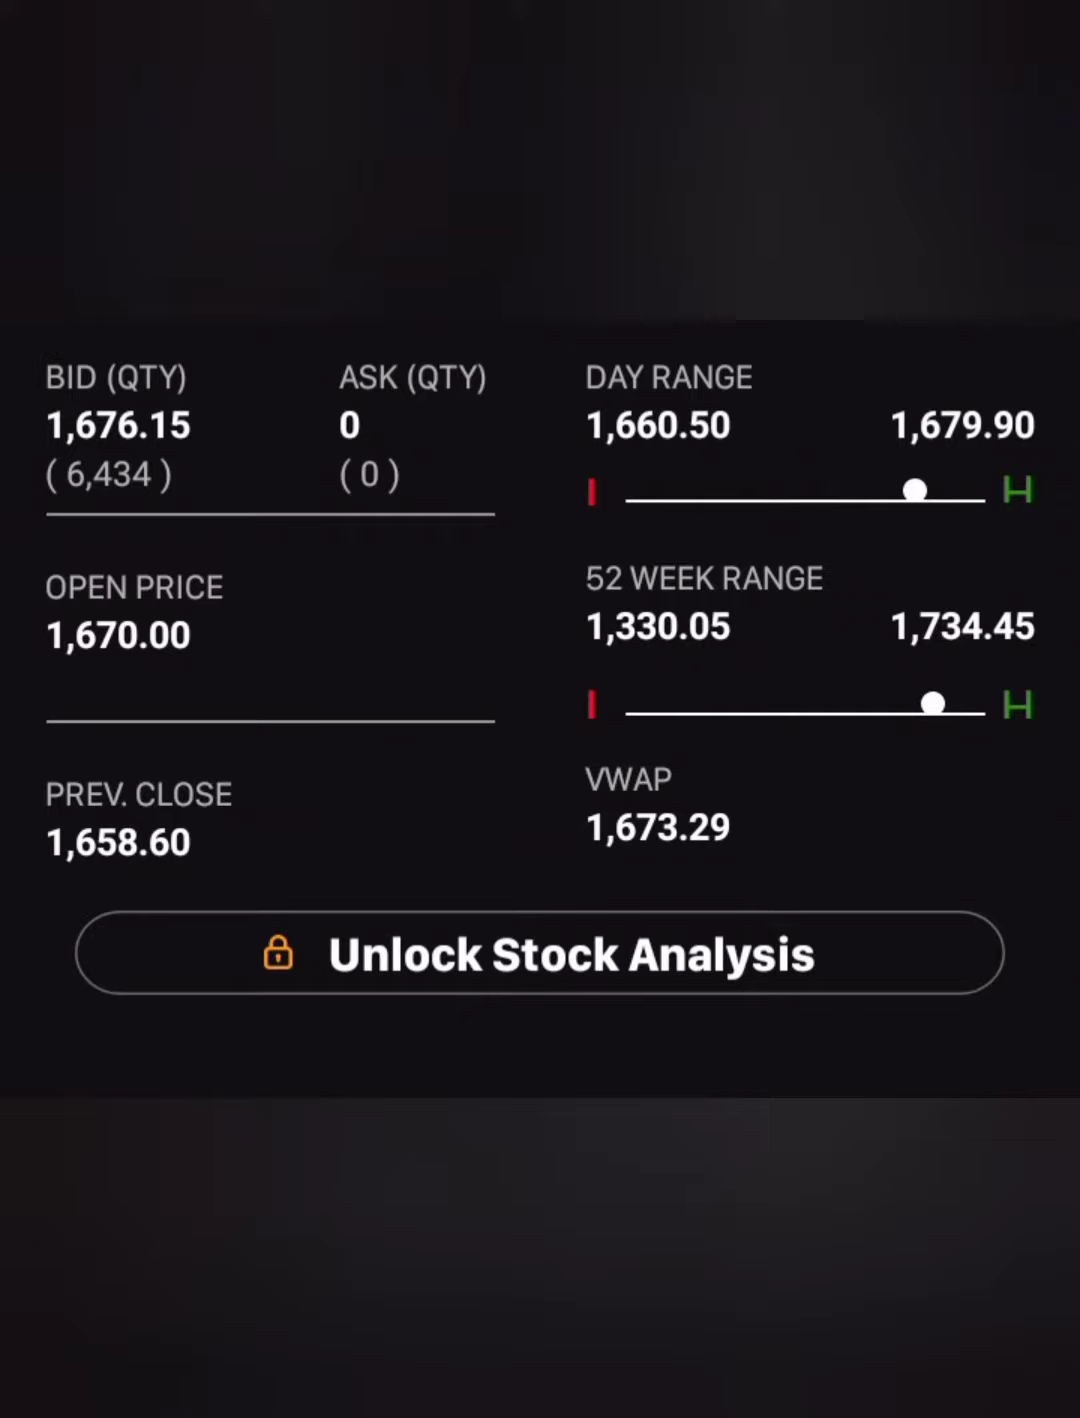 BID (QTY)
1,676.15
( 6,434 )
ASK (QTY)
0
( 0 )
DAY RANGE
1,660.50 1,679.90
H
OPEN PRICE
1,670.00
52 WEEK RANGE
1,330.05 1,734.45
H
PREV. CLOSE
1,658.60
VWAP
1,673.29
Unlock Stock Analysis